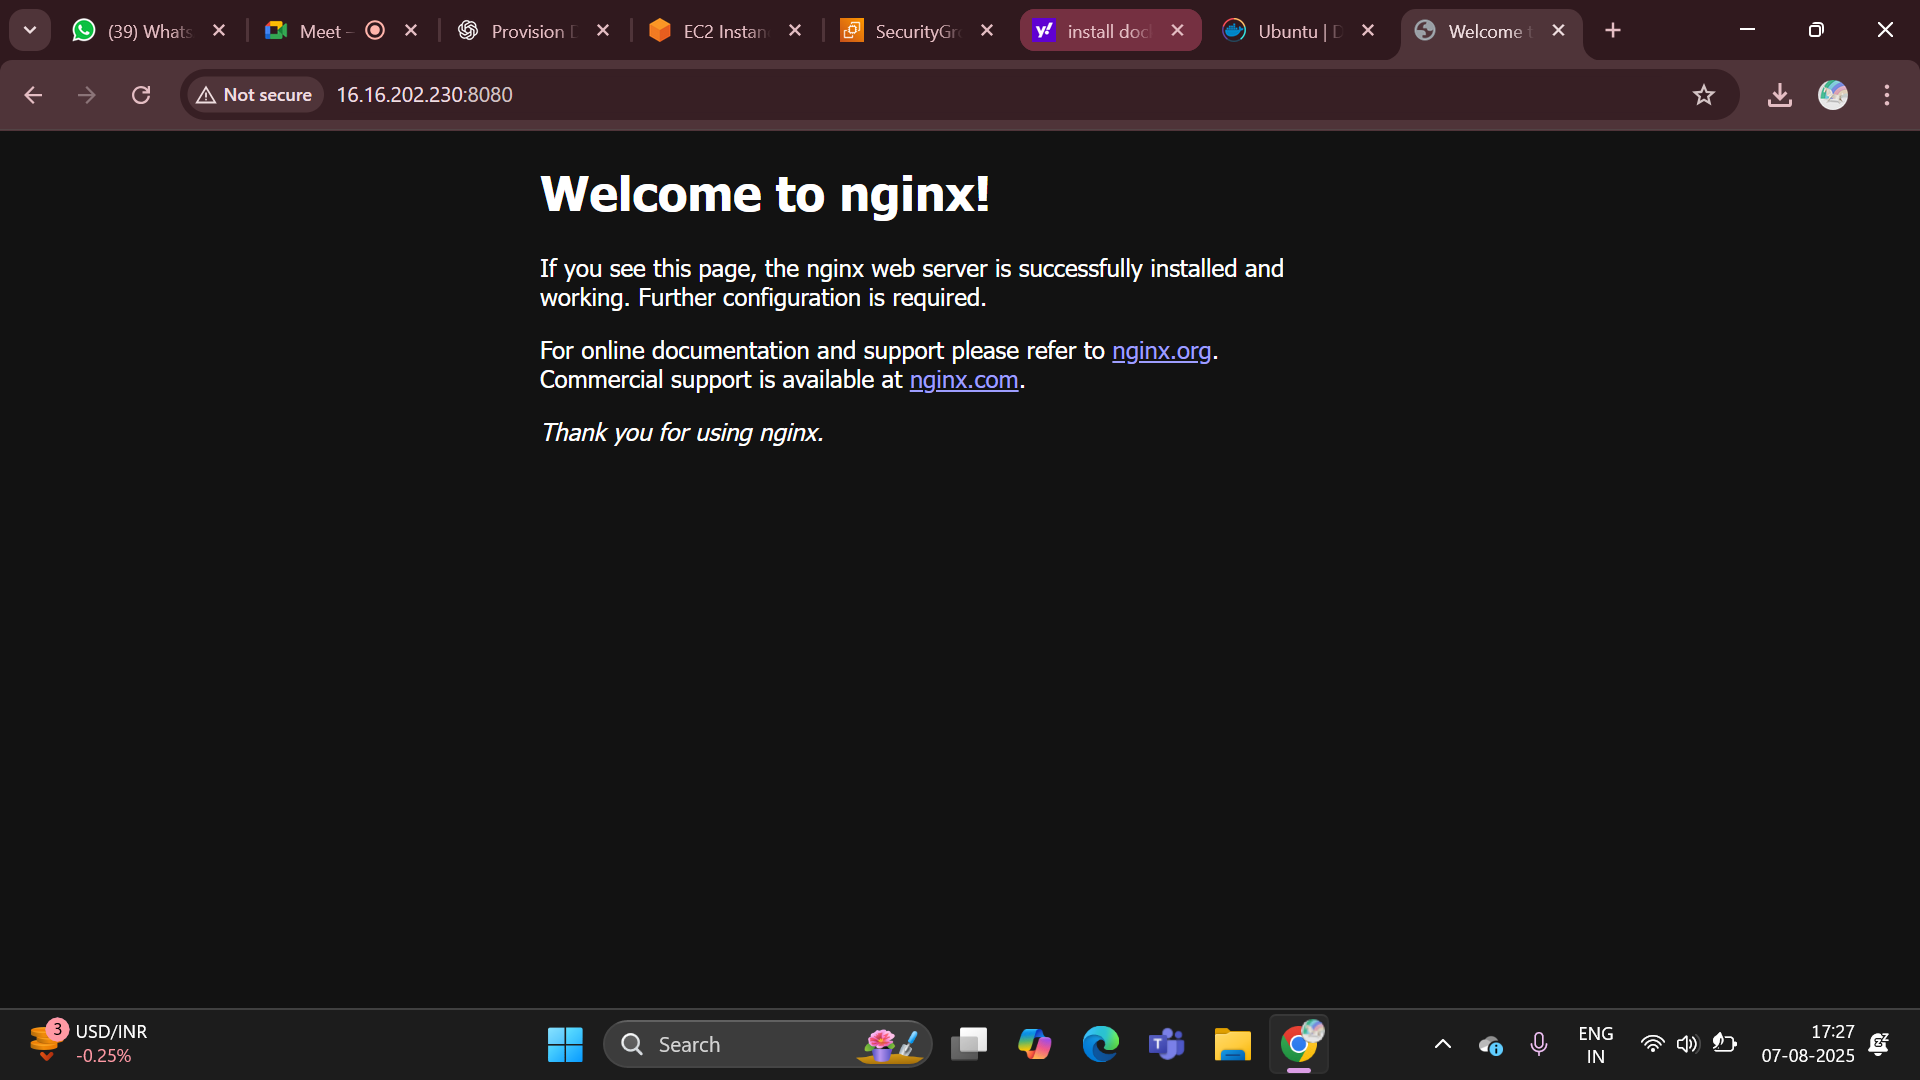 (39) Whats
Meet -
Provision D
EC2 Instan
SecurityGro
install doc
Ubuntu | D
Welcome t
Not secure
16.16.202.230:8080
Welcome to nginx!
If you see this page, the nginx web server is successfully installed and
working. Further configuration is required.
For online documentation and support please refer to nginx.org.
Commercial support is available at nginx.com.
Thank you for using nginx.
3
USD/INR
-0.25%
Search
ENG
IN
17:27
07-08-2025